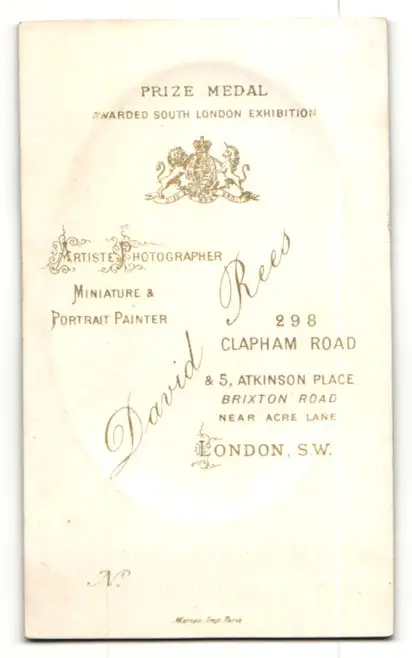 PRIZE MEDAL
AWARDED SOUTH LONDON EXHIBITION
ARTISTE PHOTOGRAPHER
MINIATURE &
PORTRAIT PAINTER
David Rees
298
CLAPHAM ROAD
& 5, ATKINSON PLACE
BRIXTON ROAD
NEAR ACRE LANE
LONDON, S.W.
No.
Marion Imp. Paris